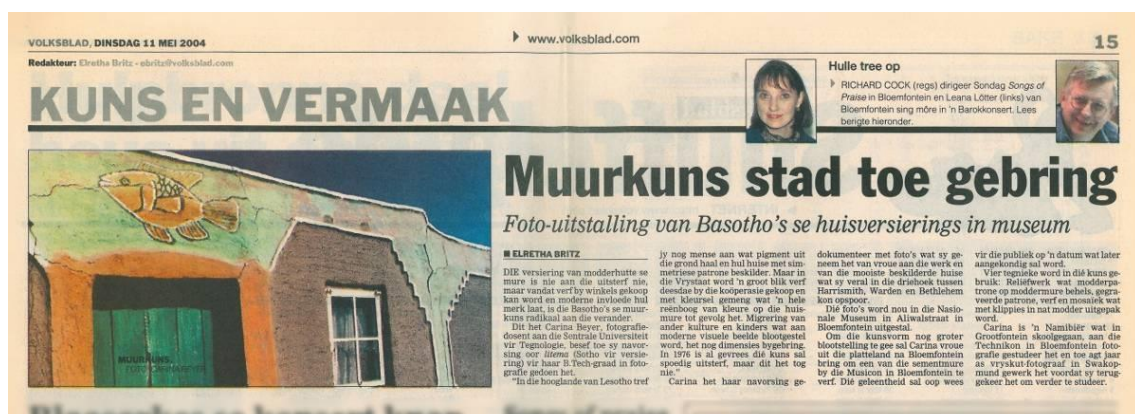 VOLKSBLAD, DINSDAG 11 MEI 2004
www.volksblad.com
15
Redakteur: Elretha Britz - ebritz@volksblad.com
KUNS EN VERMAAK
Hulle tree op
RICHARD COCK (regs) dirigeer Sondag Songs of
Praise in Bloemfontein en Leana Lötter (links) van
Bloemfontein sing môre in 'n Barokkonsert. Lees
berigte hieronder.
Muurkuns stad toe gebring
Foto-uitstalling van Basotho's se huisversierings in museum
MUURKUNS.
FOTO: CARINA BEYER
ELRETHA BRITZ
DIE versiering van modderhutte se
mure is nie aan die uitsterf nie,
maar vandat verf by winkels gekoop
kan word en moderne invloede hul
merk laat, is die Basotho's se muur-
kuns radikaal aan die verander.
Dit het Carina Beyer, fotografie-
dosent aan die Sentrale Universiteit
vir Tegnologie, besef toe sy navor-
sing oor litema (Sotho vir versie-
ring) vir haar B.Tech-graad in foto-
grafie gedoen het.
"In die hooglande van Lesotho tref
jy nog mense aan wat pigment uit
die grond haal en hul huise met sim-
metriese patrone beskilder. Maar in
die Vrystaat word 'n groot blik verf
deesdae by die koöperasie gekoop en
met kleursel gemeng wat 'n hele
reënboog van kleure op die huis-
mure tot gevolg het. Migrering van
ander kulture en kinders wat aan
moderne visuele beelde blootgestel
word, het nog dimensies bygebring.
In 1976 is al gevrees dié kuns sal
spoedig uitsterf, maar dit het tog
nie."
Carina het haar navorsing ge-
dokumenteer met foto's wat sy ge-
neem het van vroue aan die werk en
van die mooiste beskilderde huise
wat sy veral in die driehoek tussen
Harrismith, Warden en Bethlehem
kon opspoor.
Dié foto's word nou in die Nasio-
nale Museum in Aliwalstraat in
Bloemfontein uitgestal.
Om die kunsvorm nog groter
blootstelling te gee sal Carina vroue
uit die platteland na Bloemfontein
bring om een van die sementmure
by die Musicon in Bloemfontein te
verf. Dié geleentheid sal oop wees
vir die publiek op 'n datum wat later
aangekondig sal word.
Vier tegnieke word in dié kuns ge-
bruik: Reliëfwerk wat modderpa-
trone op moddermure behels, gegra-
veerde patrone, verf en mosaïek wat
met klippies in nat modder uitgepak
word.
Carina is 'n Namibiër wat in
Grootfontein skoolgegaan, aan die
Technikon in Bloemfontein foto-
grafie gestudeer het en toe agt jaar
as vryskut-fotograaf in Swakop-
mund gewerk het voordat sy terug-
gekeer het om verder te studeer.